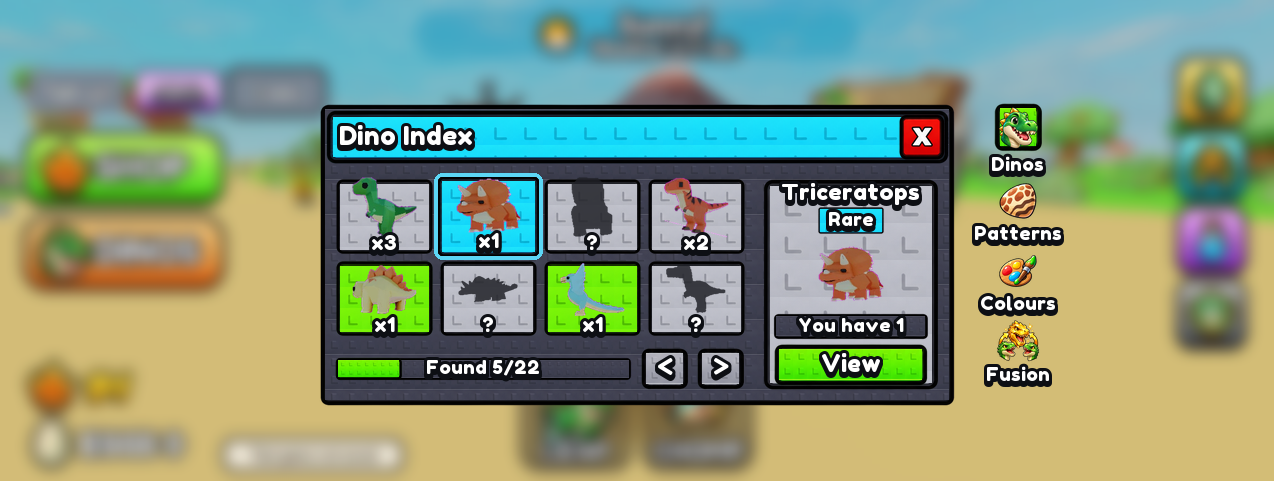 Dino Index
X
x3
x1
?
x2
x1
?
x1
?
Found 5/22
<
>
Triceratops
Rare
You have 1
View
Dinos
Patterns
Colours
Fusion